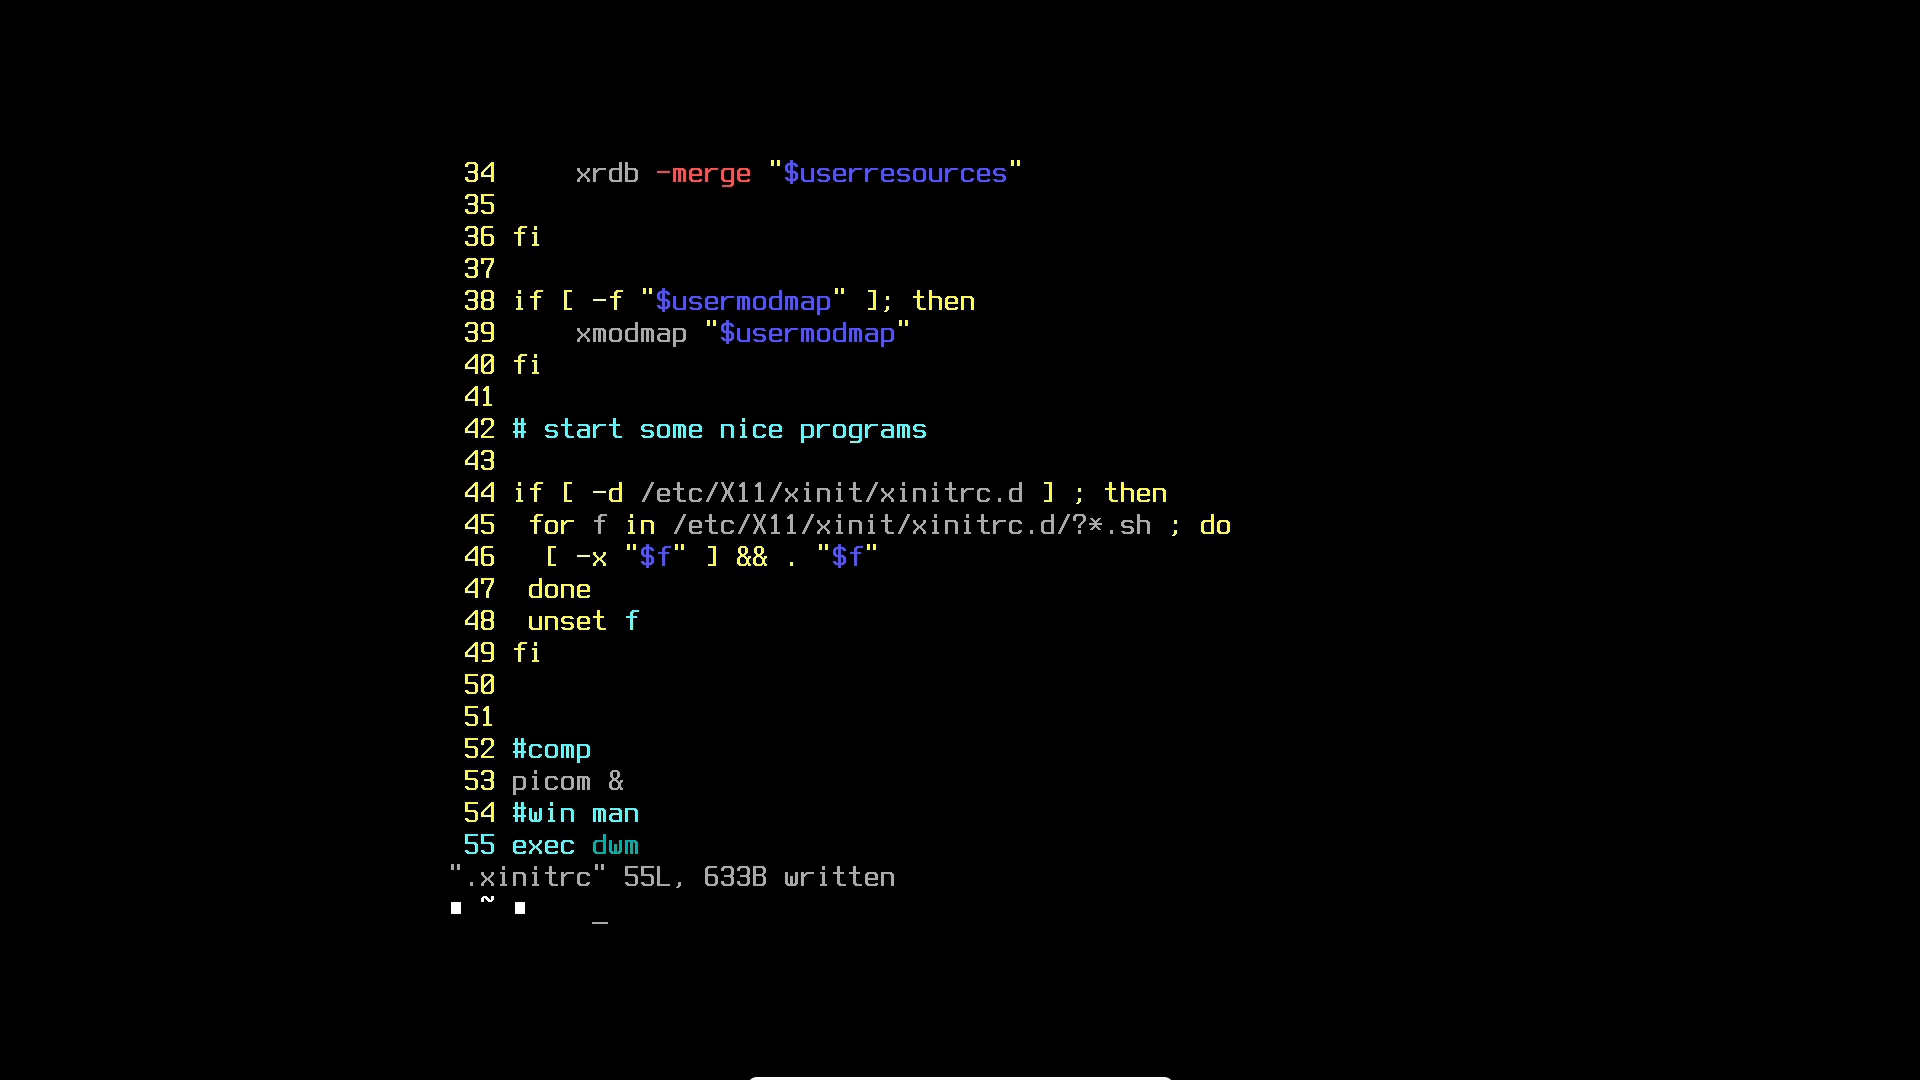 34     xrdb -merge "$userresources"
35
36 fi
37
38 if [ -f "$usermodmap" ]; then
39     xmodmap "$usermodmap"
40 fi
41
42 # start some nice programs
43
44 if [ -d /etc/X11/xinit/xinitrc.d ] ; then
45  for f in /etc/X11/xinit/xinitrc.d/?*.sh ; do
46   [ -x "$f" ] && . "$f"
47  done
48  unset f
49 fi
50
51
52 #comp
53 picom &
54 #win man
55 exec dwm
".xinitrc" 55L, 633B written
▪ ~ ▪    _